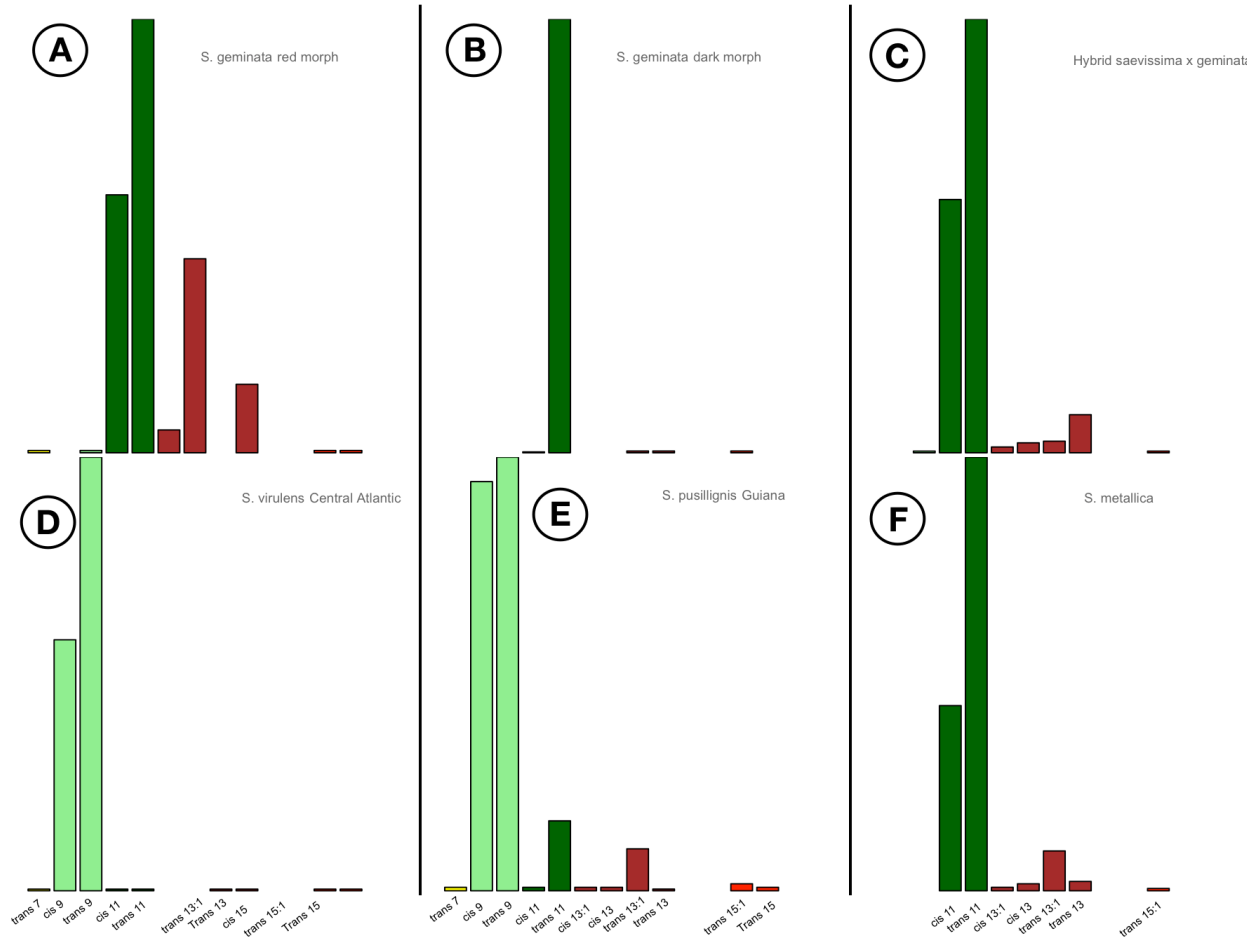 A
S. geminata red morph
B
S. geminata dark morph
C
Hybrid saevissima x geminata
D
S. virulens Central Atlantic
E
S. pusillignis Guiana
F
S. metallica
trans 7
cis 9
trans 9
cis 11
trans 11
trans 13:1
Trans 13
cis 15
trans 15:1
Trans 15
trans 7
cis 9
trans 9
cis 11
trans 11
cis 13:1
cis 13
trans 13:1
trans 13
trans 15:1
Trans 15
cis 11
trans 11
cis 13:1
cis 13
trans 13:1
trans 13
trans 15:1